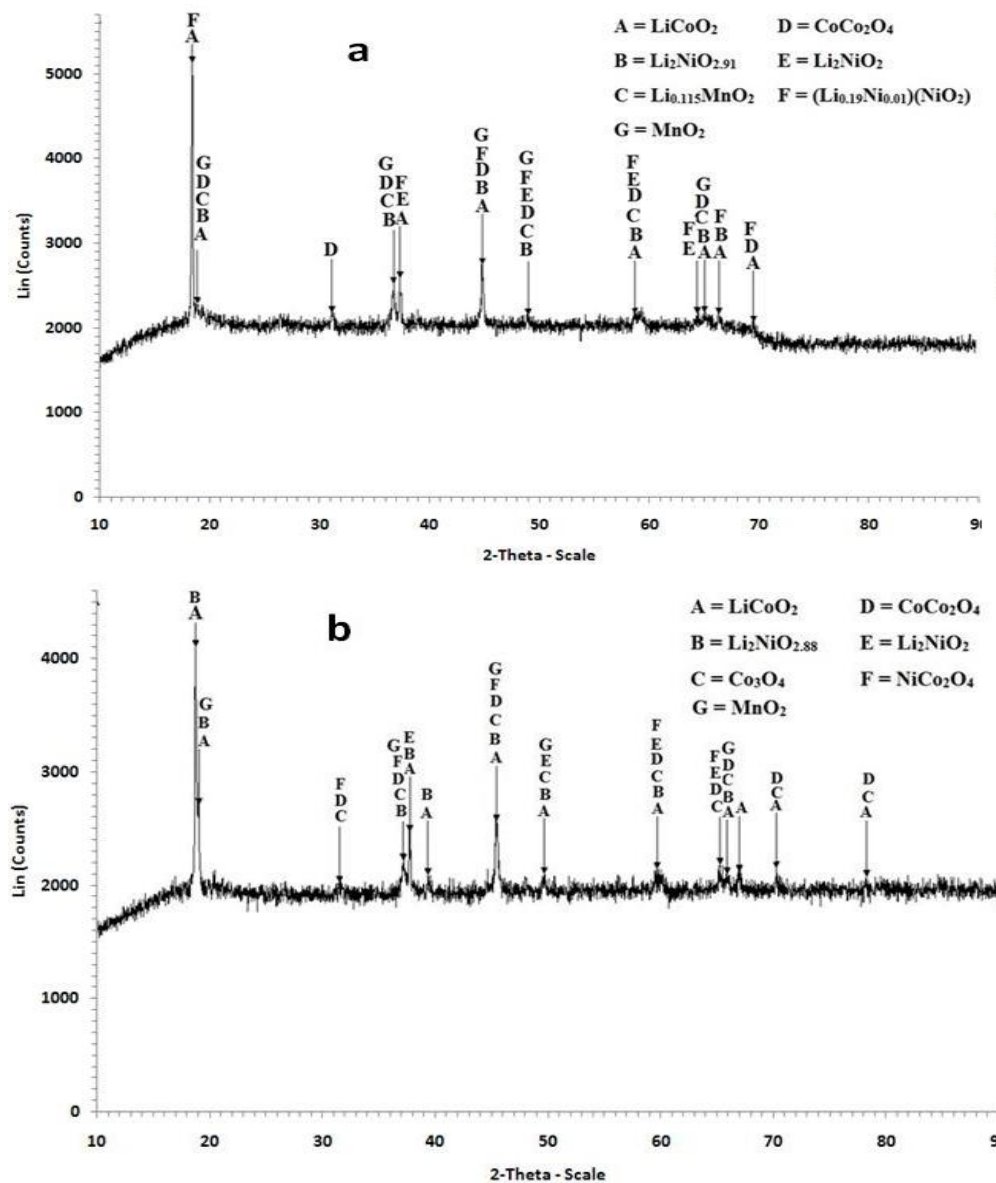 a
A = LiCoO₂ D = CoCo₂O₄
B = Li₂NiO₂.₉₁ E = Li₂NiO₂
C = Li₀.₁₁₅MnO₂ F = (Li₀.₁₉Ni₀.₀₁)(NiO₂)
G = MnO₂
F
A
G
D
C
B
A
D
G
D
C
B
F
E
A
G
F
D
B
A
G
F
E
D
C
B
F
E
D
C
B
A
F
E
G
D
C
B
A
F
B
A
F
D
A
Lin (Counts)
5000
4000
3000
2000
1000
0
10 20 30 40 50 60 70 80 90
2-Theta - Scale
b
A = LiCoO₂ D = CoCo₂O₄
B = Li₂NiO₂.₈₈ E = Li₂NiO₂
C = Co₃O₄ F = NiCo₂O₄
G = MnO₂
B
A
G
B
A
F
D
C
G
F
D
C
B
E
B
A
B
A
G
F
D
C
B
A
G
E
C
B
A
F
E
D
C
B
A
F
E
D
C
G
D
C
B
A
A
D
C
A
D
C
A
Lin (Counts)
4000
3000
2000
1000
0
10 20 30 40 50 60 70 80 9
2-Theta - Scale